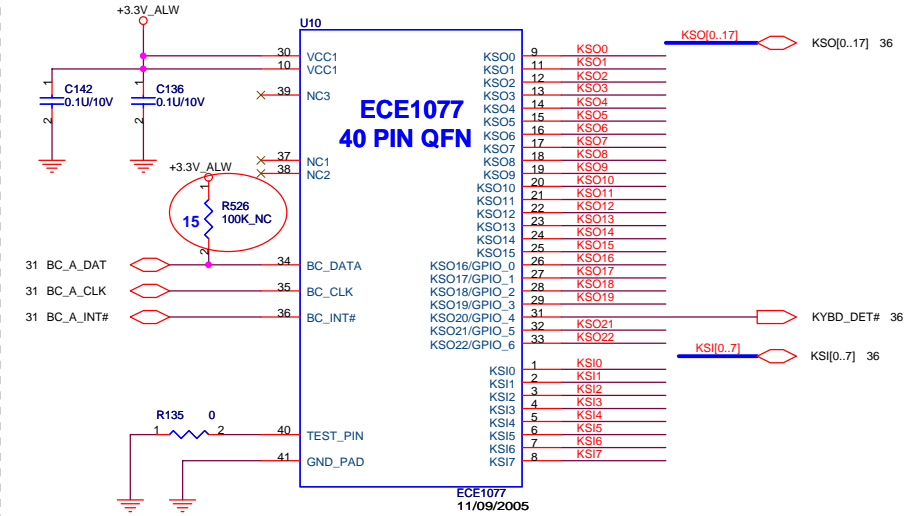 +3.3V_ALW
U10
KSO[0..17]
KSO[0..17] 36
1 C142
0.1U/10V
2
1 C136
0.1U/10V
2
30 VCC1
10 VCC1
39 NC3
37 NC1
38 NC2
ECE1077
40 PIN QFN
+3.3V_ALW
1
R526
15 100K_NC
2
31 BC_A_DAT 34 BC_DATA
31 BC_A_CLK 35 BC_CLK
31 BC_A_INT# 36 BC_INT#
R135 0
1 2 40 TEST_PIN
41 GND_PAD
KSO0 9 KSO0
KSO1 11 KSO1
KSO2 12 KSO2
KSO3 13 KSO3
KSO4 14 KSO4
KSO5 15 KSO5
KSO6 16 KSO6
KSO7 17 KSO7
KSO8 18 KSO8
KSO9 19 KSO9
KSO10 20 KSO10
KSO11 21 KSO11
KSO12 22 KSO12
KSO13 23 KSO13
KSO14 24 KSO14
KSO15 25 KSO15
KSO16/GPIO_0 26 KSO16
KSO17/GPIO_1 27 KSO17
KSO18/GPIO_2 28 KSO18
KSO19/GPIO_3 29 KSO19
KSO20/GPIO_4 31 KYBD_DET# 36
KSO21/GPIO_5 32 KSO21
KSO22/GPIO_6 33 KSO22
KSI[0..7]
KSI[0..7] 36
KSI0 1 KSI0
KSI1 2 KSI1
KSI2 3 KSI2
KSI3 4 KSI3
KSI4 5 KSI4
KSI5 6 KSI5
KSI6 7 KSI6
KSI7 8 KSI7
ECE1077
11/09/2005